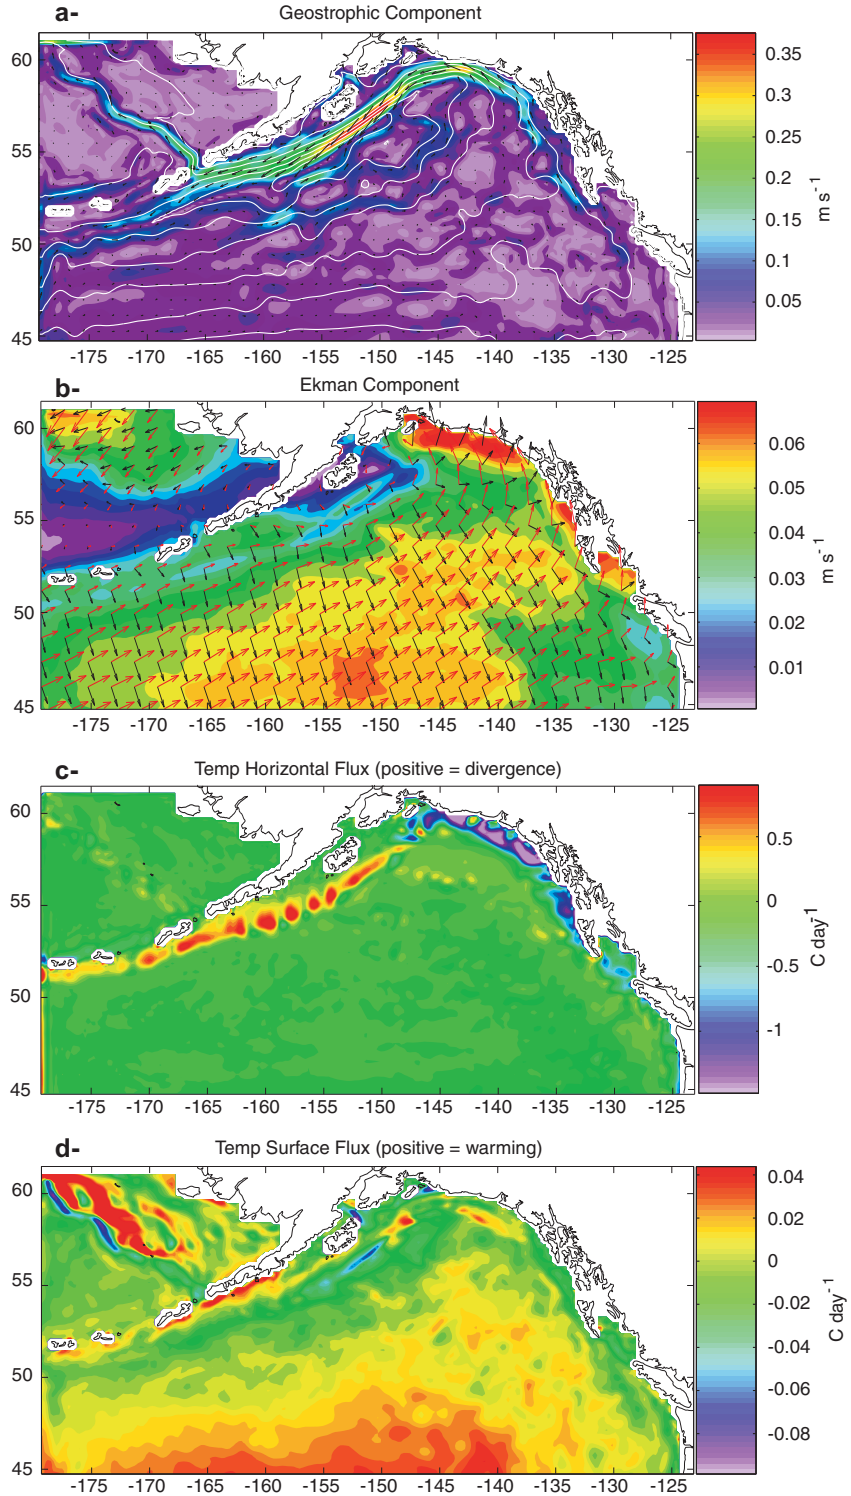 a-
Geostrophic Component
60
55
50
45
-175 -170 -165 -160 -155 -150 -145 -140 -135 -130 -125
0.35
0.3
0.25
0.2
0.15
0.1
0.05
m s-1
b-
Ekman Component
60
55
50
45
-175 -170 -165 -160 -155 -150 -145 -140 -135 -130 -125
0.06
0.05
0.04
0.03
0.02
0.01
m s-1
c-
Temp Horizontal Flux (positive = divergence)
60
55
50
45
-175 -170 -165 -160 -155 -150 -145 -140 -135 -130 -125
0.5
0
-0.5
-1
C day-1
d-
Temp Surface Flux (positive = warming)
60
55
50
45
-175 -170 -165 -160 -155 -150 -145 -140 -135 -130 -125
0.04
0.02
0
-0.02
-0.04
-0.06
-0.08
C day-1